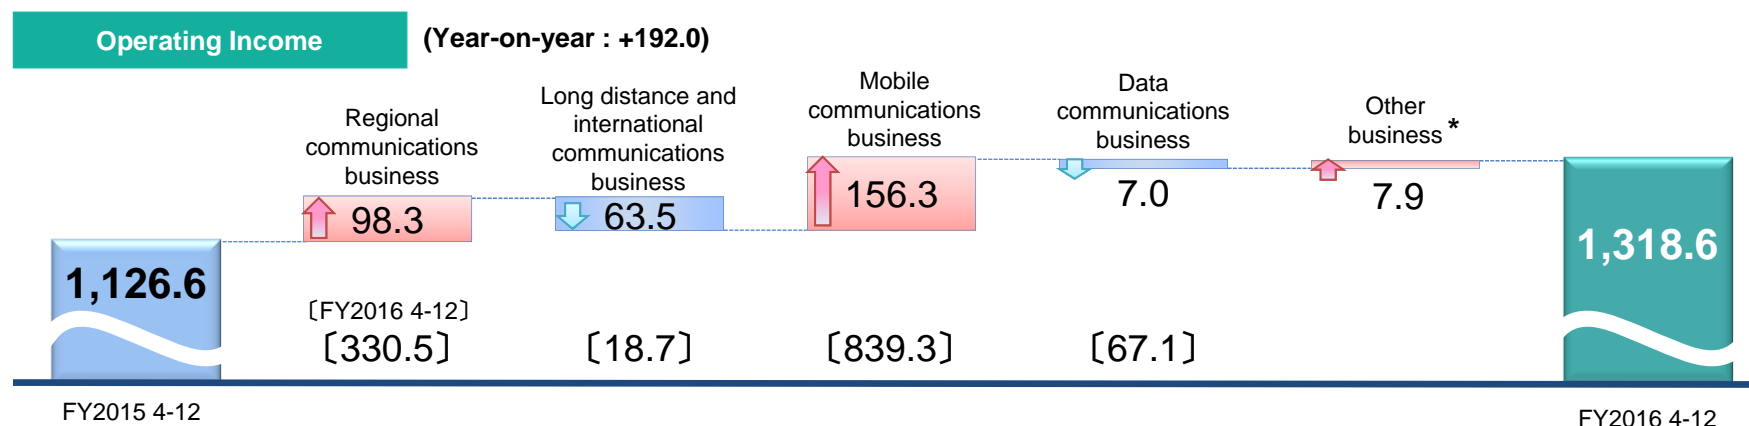 Operating Income
(Year-on-year : +192.0)
Regional
communications
business
Long distance and
international
communications
business
Mobile
communications
business
Data
communications
business
Other
business *
98.3
63.5
156.3
7.0
7.9
1,126.6
1,318.6
〔FY2016 4-12〕
〔330.5〕
〔18.7〕
〔839.3〕
〔67.1〕
FY2015 4-12
FY2016 4-12